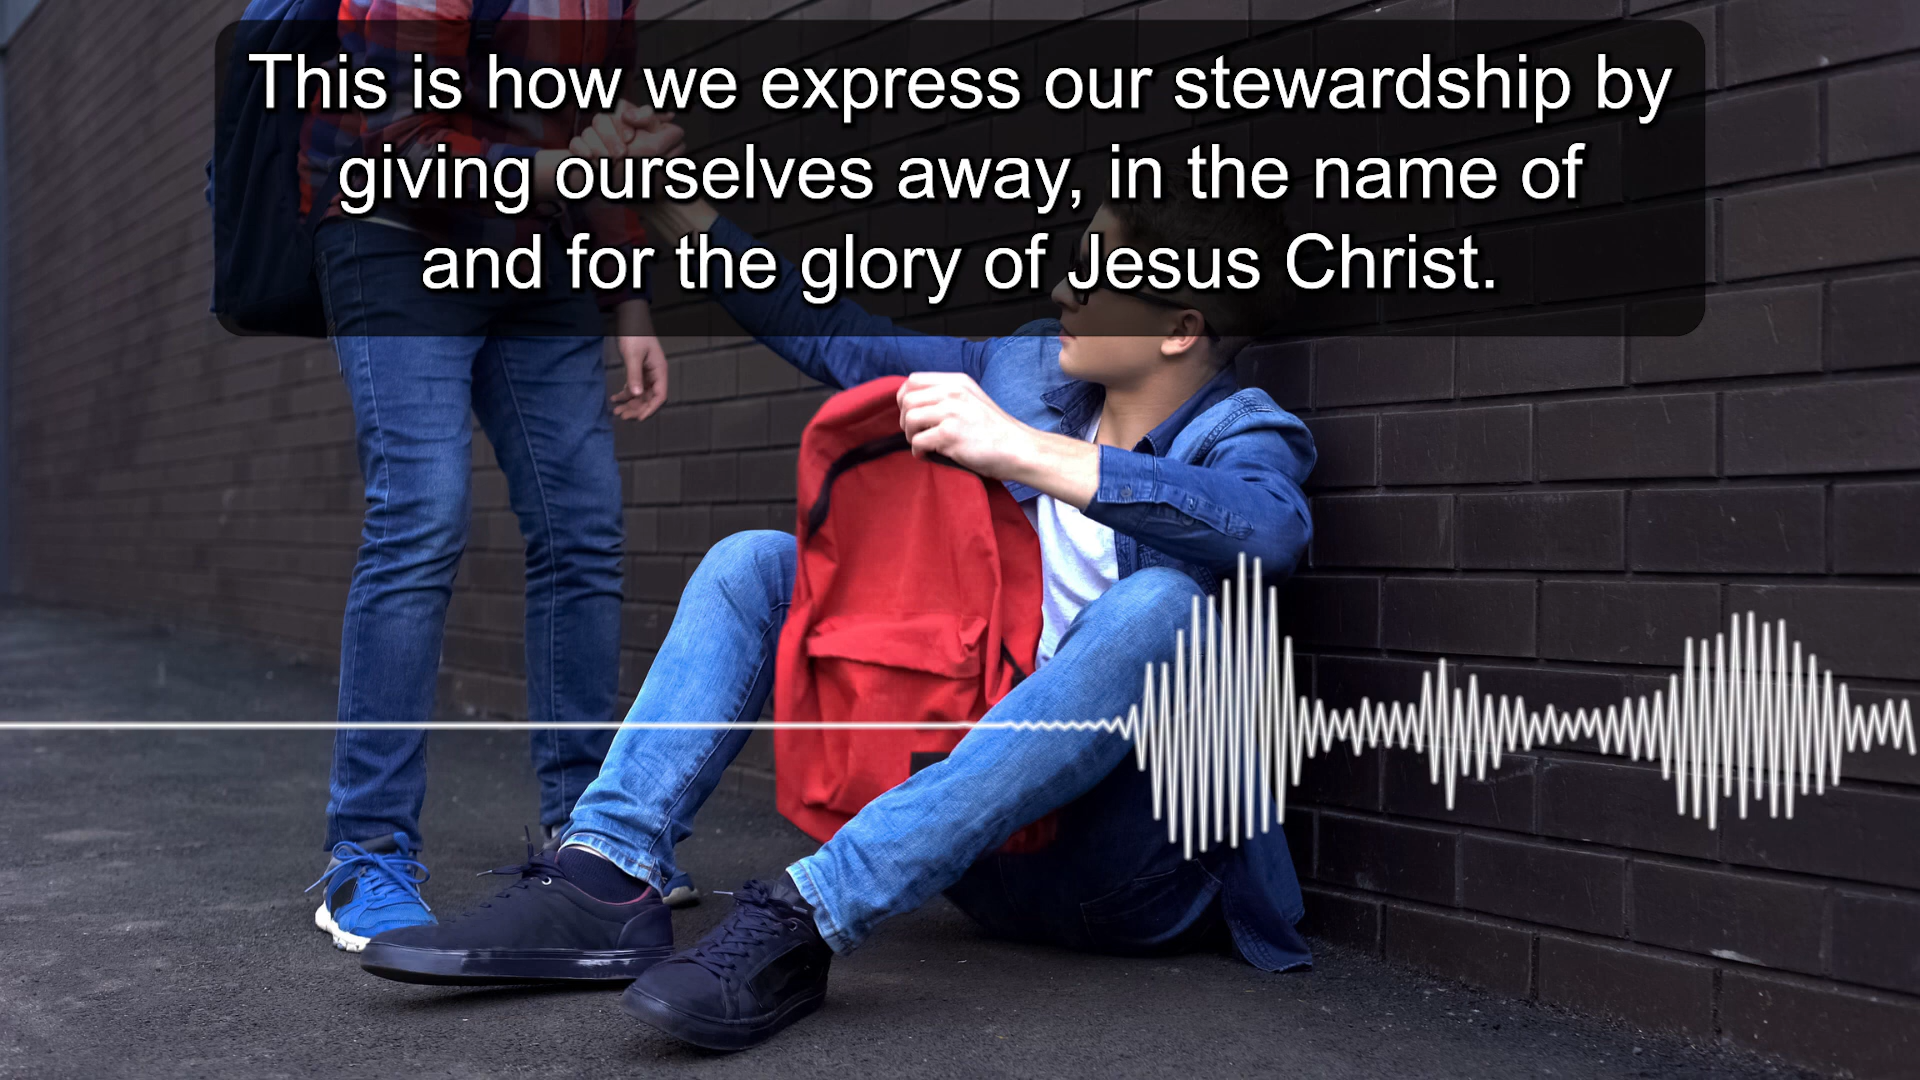 This is how we express our stewardship by
giving ourselves away, in the name of
and for the glory of Jesus Christ.